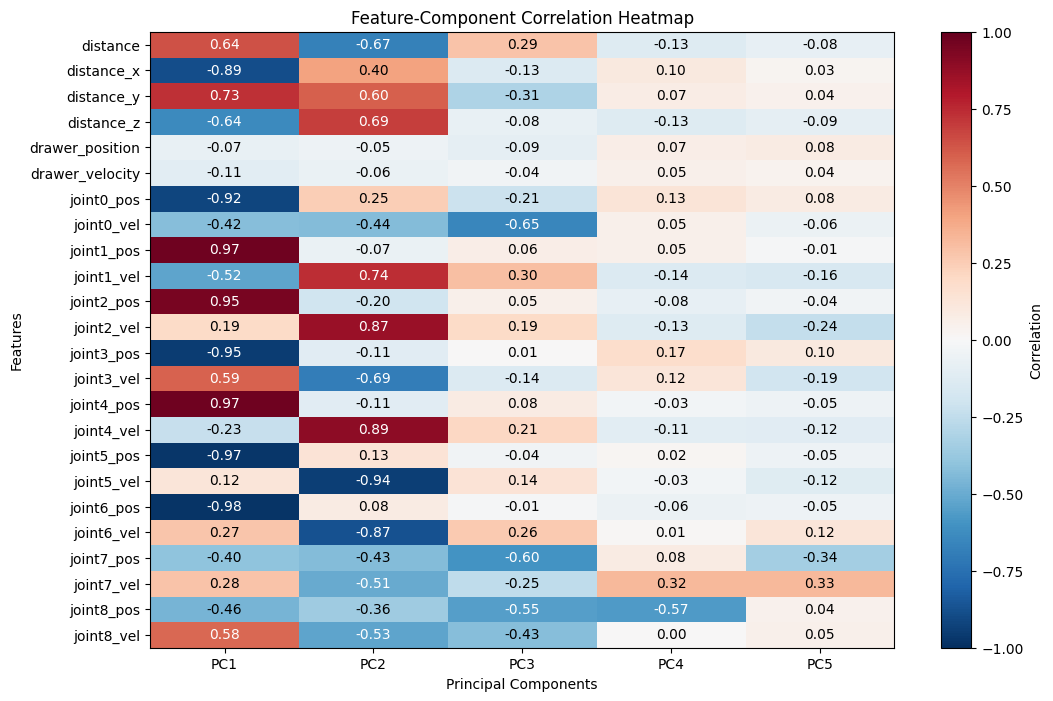 Feature-Component Correlation Heatmap
Features
distance 0.64 -0.67 0.29 -0.13 -0.08
distance_x -0.89 0.40 -0.13 0.10 0.03
distance_y 0.73 0.60 -0.31 0.07 0.04
distance_z -0.64 0.69 -0.08 -0.13 -0.09
drawer_position -0.07 -0.05 -0.09 0.07 0.08
drawer_velocity -0.11 -0.06 -0.04 0.05 0.04
joint0_pos -0.92 0.25 -0.21 0.13 0.08
joint0_vel -0.42 -0.44 -0.65 0.05 -0.06
joint1_pos 0.97 -0.07 0.06 0.05 -0.01
joint1_vel -0.52 0.74 0.30 -0.14 -0.16
joint2_pos 0.95 -0.20 0.05 -0.08 -0.04
joint2_vel 0.19 0.87 0.19 -0.13 -0.24
joint3_pos -0.95 -0.11 0.01 0.17 0.10
joint3_vel 0.59 -0.69 -0.14 0.12 -0.19
joint4_pos 0.97 -0.11 0.08 -0.03 -0.05
joint4_vel -0.23 0.89 0.21 -0.11 -0.12
joint5_pos -0.97 0.13 -0.04 0.02 -0.05
joint5_vel 0.12 -0.94 0.14 -0.03 -0.12
joint6_pos -0.98 0.08 -0.01 -0.06 -0.05
joint6_vel 0.27 -0.87 0.26 0.01 0.12
joint7_pos -0.40 -0.43 -0.60 0.08 -0.34
joint7_vel 0.28 -0.51 -0.25 0.32 0.33
joint8_pos -0.46 -0.36 -0.55 -0.57 0.04
joint8_vel 0.58 -0.53 -0.43 0.00 0.05
PC1 PC2 PC3 PC4 PC5
Principal Components
1.00
0.75
0.50
0.25
0.00
−0.25
−0.50
−0.75
−1.00
Correlation